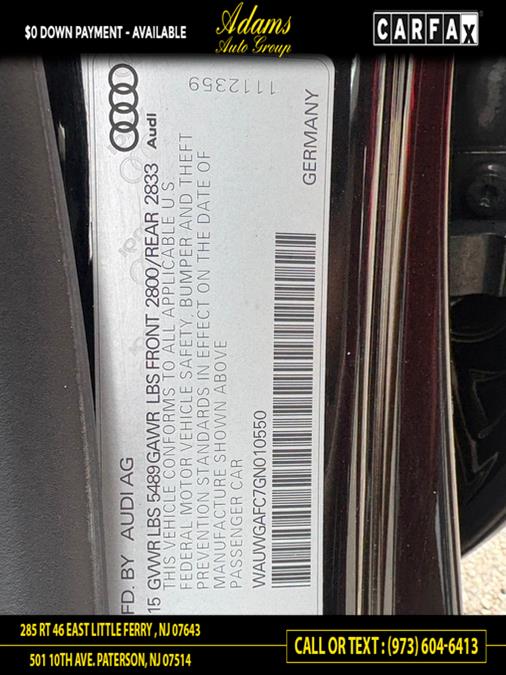 $0 DOWN PAYMENT - AVAILABLE
Adams
Auto Group
CARFAX
1112359
Audi
MFD. BY AUDI AG
15 GVWR LBS 5489 GAWR LBS FRONT 2800/REAR 2833
THIS VEHICLE CONFORMS TO ALL APPLICABLE U S
FEDERAL MOTOR VEHICLE SAFETY, BUMPER AND THEFT
PREVENTION STANDARDS IN EFFECT ON THE DATE OF
MANUFACTURE SHOWN ABOVE
PASSENGER CAR
WAUWGAFC7GN010550
GERMANY
285 RT 46 EAST LITTLE FERRY , NJ 07643
501 10TH AVE. PATERSON, NJ 07514
CALL OR TEXT : (973) 604-6413